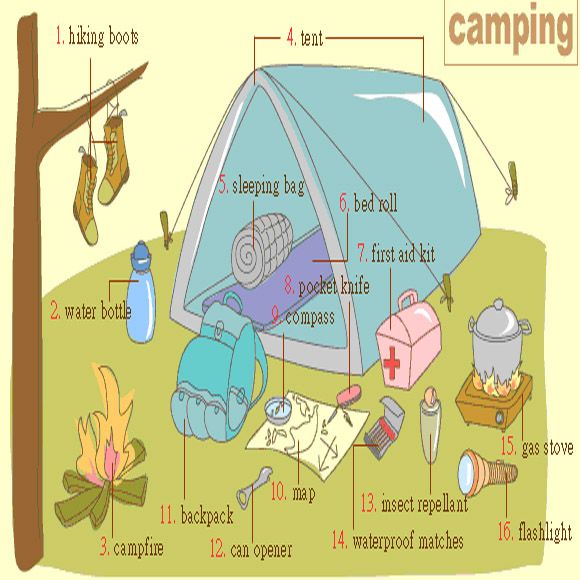 camping
1. hiking boots
4. tent
5. sleeping bag
6. bed roll
7. first aid kit
8. pocket knife
2. water bottle
9. compass
15. gas stove
10. map
13. insect repellant
11. backpack
16. flashlight
14. waterproof matches
3. campfire
12. can opener